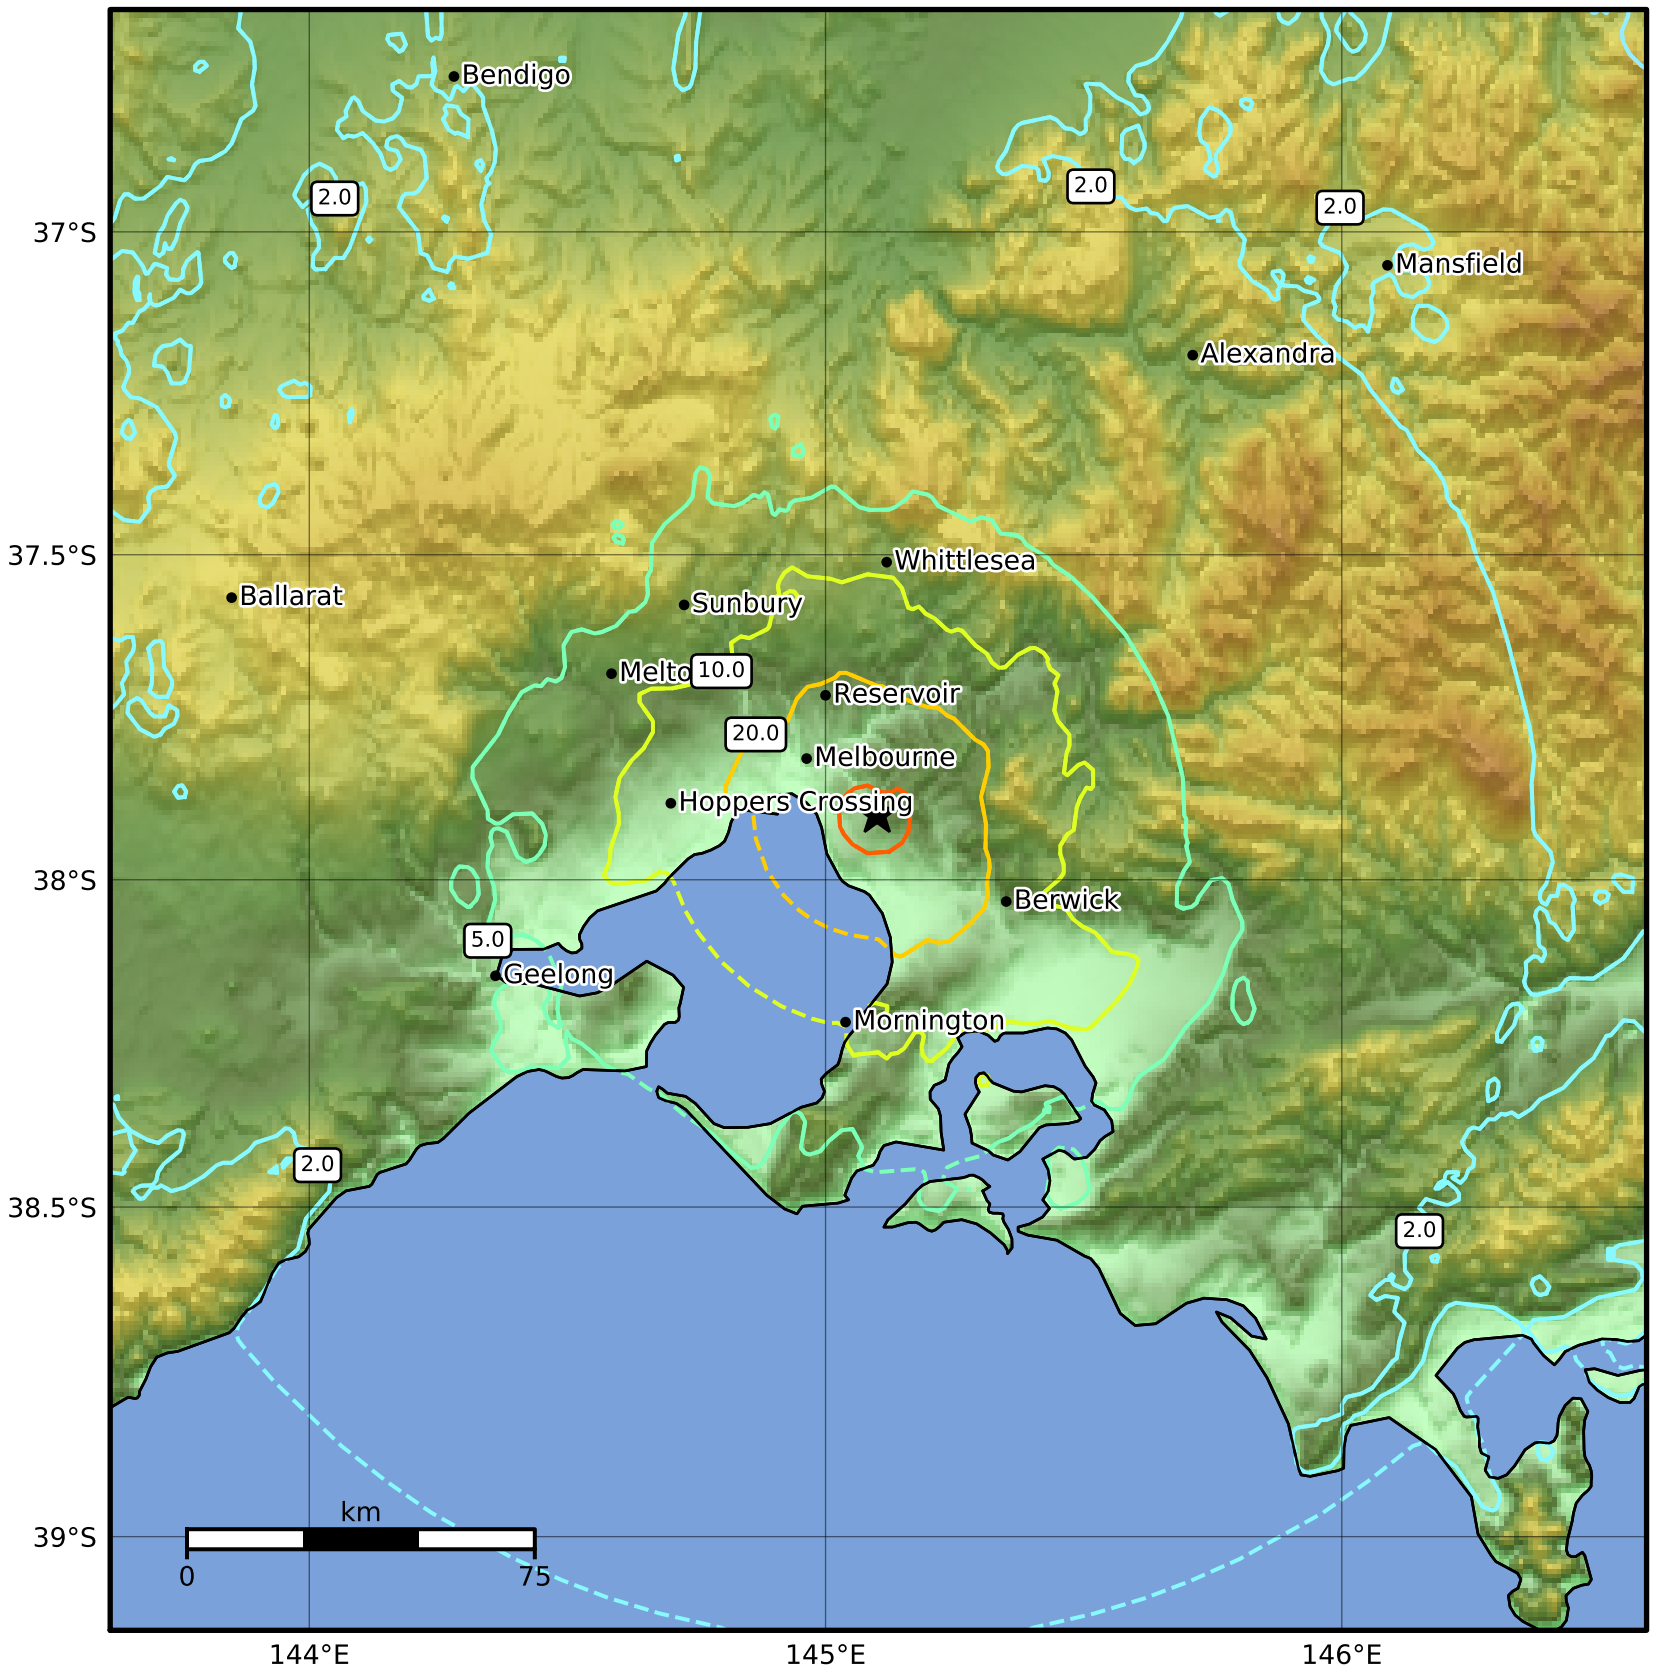 Bendigo
2.0
2.0
2.0
37°S
Mansfield
Alexandra
37.5°S
Whittlesea
Ballarat
Sunbury
Melto
10.0
Reservoir
20.0
Melbourne
Hoppers Crossing
38°S
Berwick
5.0
Geelong
Mornington
2.0
38.5°S
2.0
km
39°S
0
75
144°E
145°E
146°E